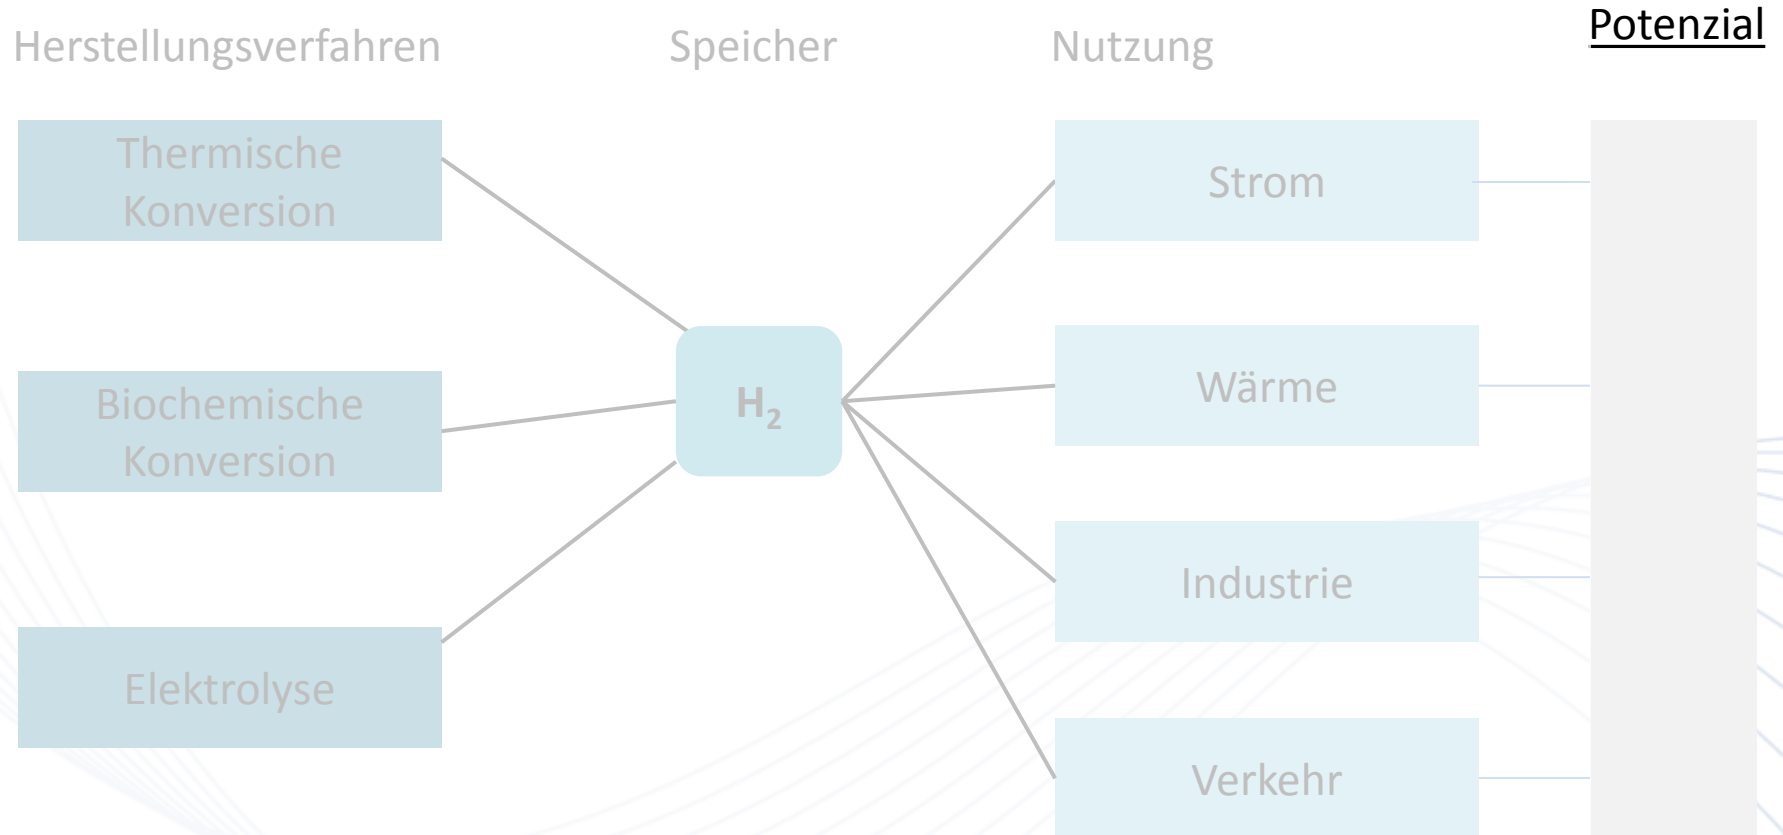 Herstellungsverfahren
Speicher
Nutzung
Potenzial
Thermische
Konversion
Biochemische
Konversion
Elektrolyse
H₂
Strom
Wärme
Industrie
Verkehr